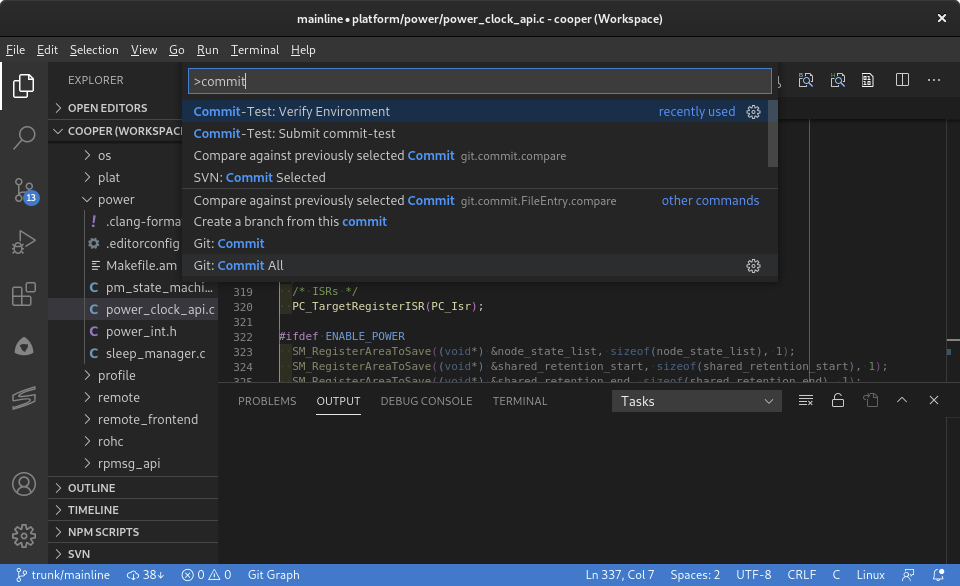 mainline • platform/power/power_clock_api.c - cooper (Workspace)
File Edit Selection View Go Run Terminal Help
EXPLORER
OPEN EDITORS
COOPER (WORKSPAC
os
plat
power
! .clang-forma
.editorconfig
Makefile.am
C pm_state_machi...
C power_clock_api.c
C power_int.h
C sleep_manager.c
profile
remote
remote_frontend
rohc
rpmsg_api
OUTLINE
TIMELINE
NPM SCRIPTS
SVN
13
>commit
Commit-Test: Verify Environment recently used
Commit-Test: Submit commit-test
Compare against previously selected Commit git.commit.compare
SVN: Commit Selected
Compare against previously selected Commit git.commit.FileEntry.compare other commands
Create a branch from this commit
Git: Commit
Git: Commit All
319 /* ISRs */
320 PC_TargetRegisterISR(PC_Isr);
321
322 #ifdef ENABLE_POWER
323 SM_RegisterAreaToSave((void*) &node_state_list, sizeof(node_state_list), 1);
324 SM_RegisterAreaToSave((void*) &shared_retention_start, sizeof(shared_retention_start), 1);
325 SM_RegisterAreaToSave((void*) &shared_retention_end, sizeof(shared_retention_end), 1);
PROBLEMS OUTPUT DEBUG CONSOLE TERMINAL Tasks
trunk/mainline 38↓ 0 0 Git Graph Ln 337, Col 7 Spaces: 2 UTF-8 CRLF C Linux